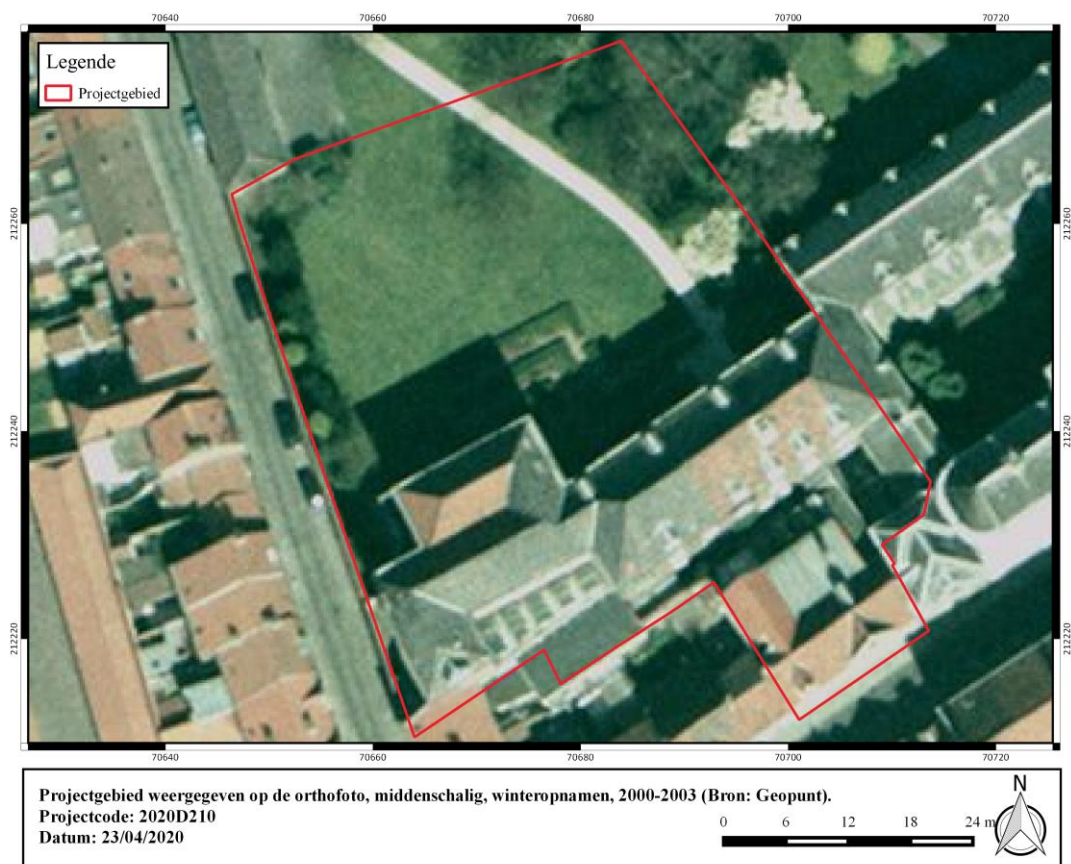 70640 70660 70680 70700 70720
Legende
Projectgebied
212260 212260
212240 212240
212220 212220
70640 70660 70680 70700 70720
Projectgebied weergegeven op de orthofoto, middenschalig, winteropnamen, 2000-2003 (Bron: Geopunt).
Projectcode: 2020D210
Datum: 23/04/2020
0 6 12 18 24 m
N